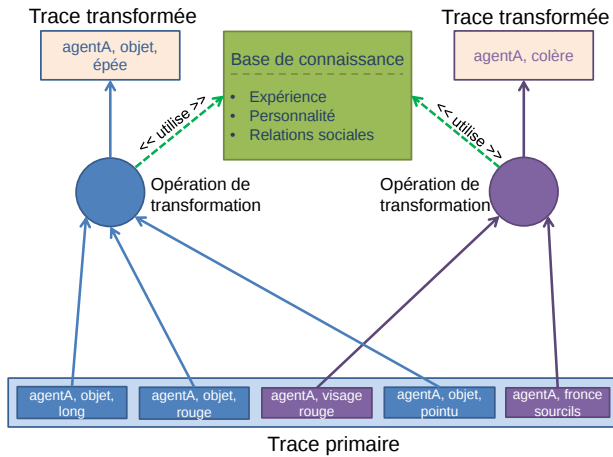 Trace transformée
agentA, objet,
épée
Base de connaissance
• Expérience
• Personnalité
• Relations sociales
Trace transformée
agentA, colère
<< utilise >>
<< utilise >>
Opération de
transformation
Opération de
transformation
agentA, objet,
long
agentA, objet,
rouge
agentA, visage
rouge
agentA, objet,
pointu
agentA, fronce
sourcils
Trace primaire